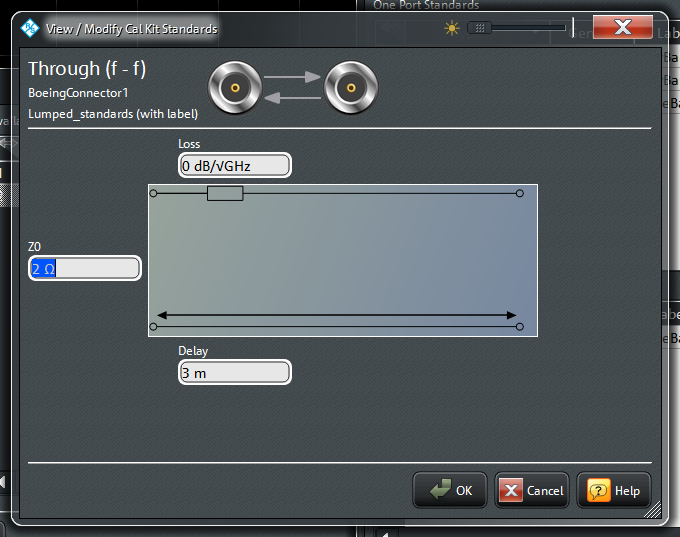 One Port Standards
View / Modify Cal Kit Standards
Through (f - f)
BoeingConnector1
Lumped_standards (with label)
Loss
0 dB/√GHz
Z0
2 Ω
Delay
3 m
OK
Cancel
Help